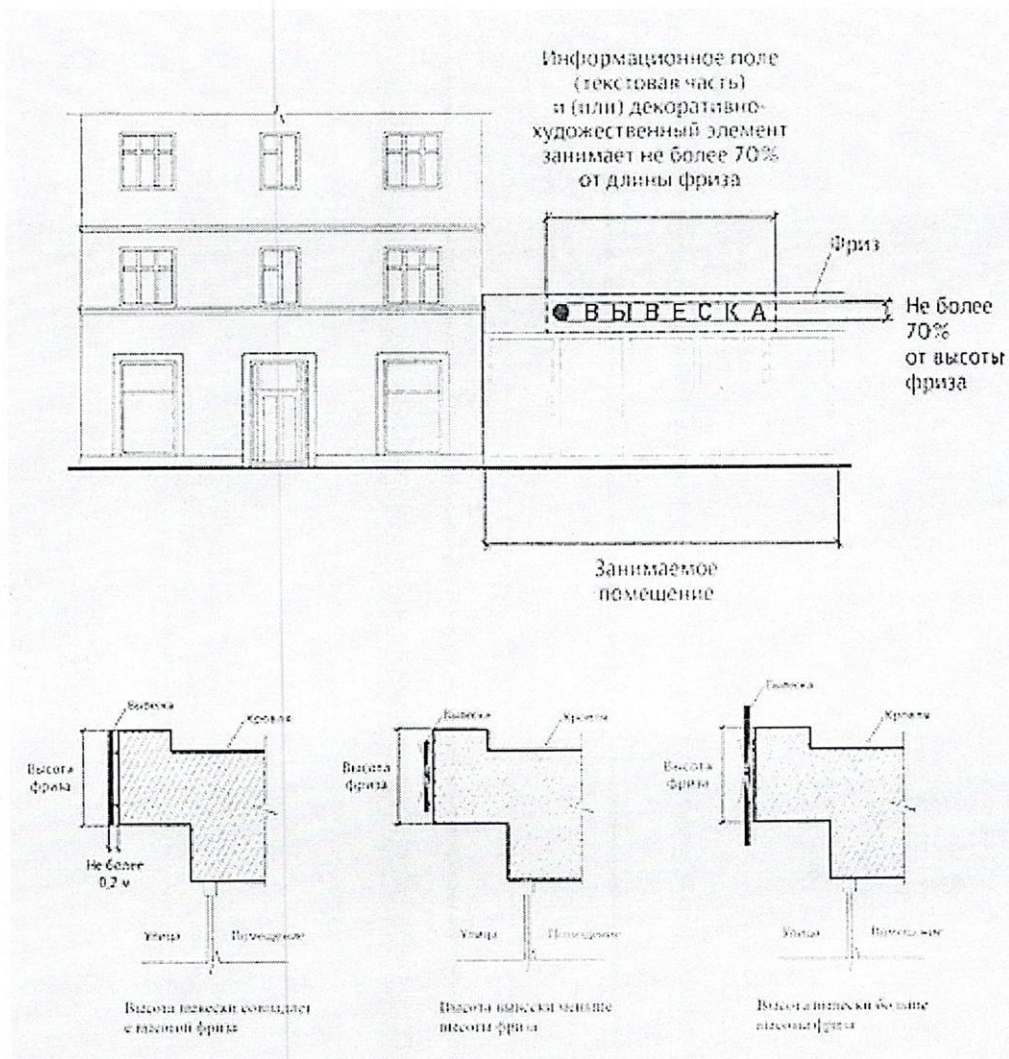 Информационное поле
(текстовая часть)
и (или) декоративно-
художественный элемент
занимает не более 70%
от длины фриза
Фриз
ВЫВЕСКА
Не более
70%
от высоты
фриза
Занимаемое
помещение
Вывеска
Кровля
Высота
фриза
Не более
0,2 м
Улица
Помещение
Высота вывески совпадает
с высотой фриза
Вывеска
Кровля
Высота
фриза
Улица
Помещение
Высота вывески меньше
высоты фриза
Вывеска
Кровля
Высота
фриза
Улица
Помещение
Высота вывески больше
высоты фриза